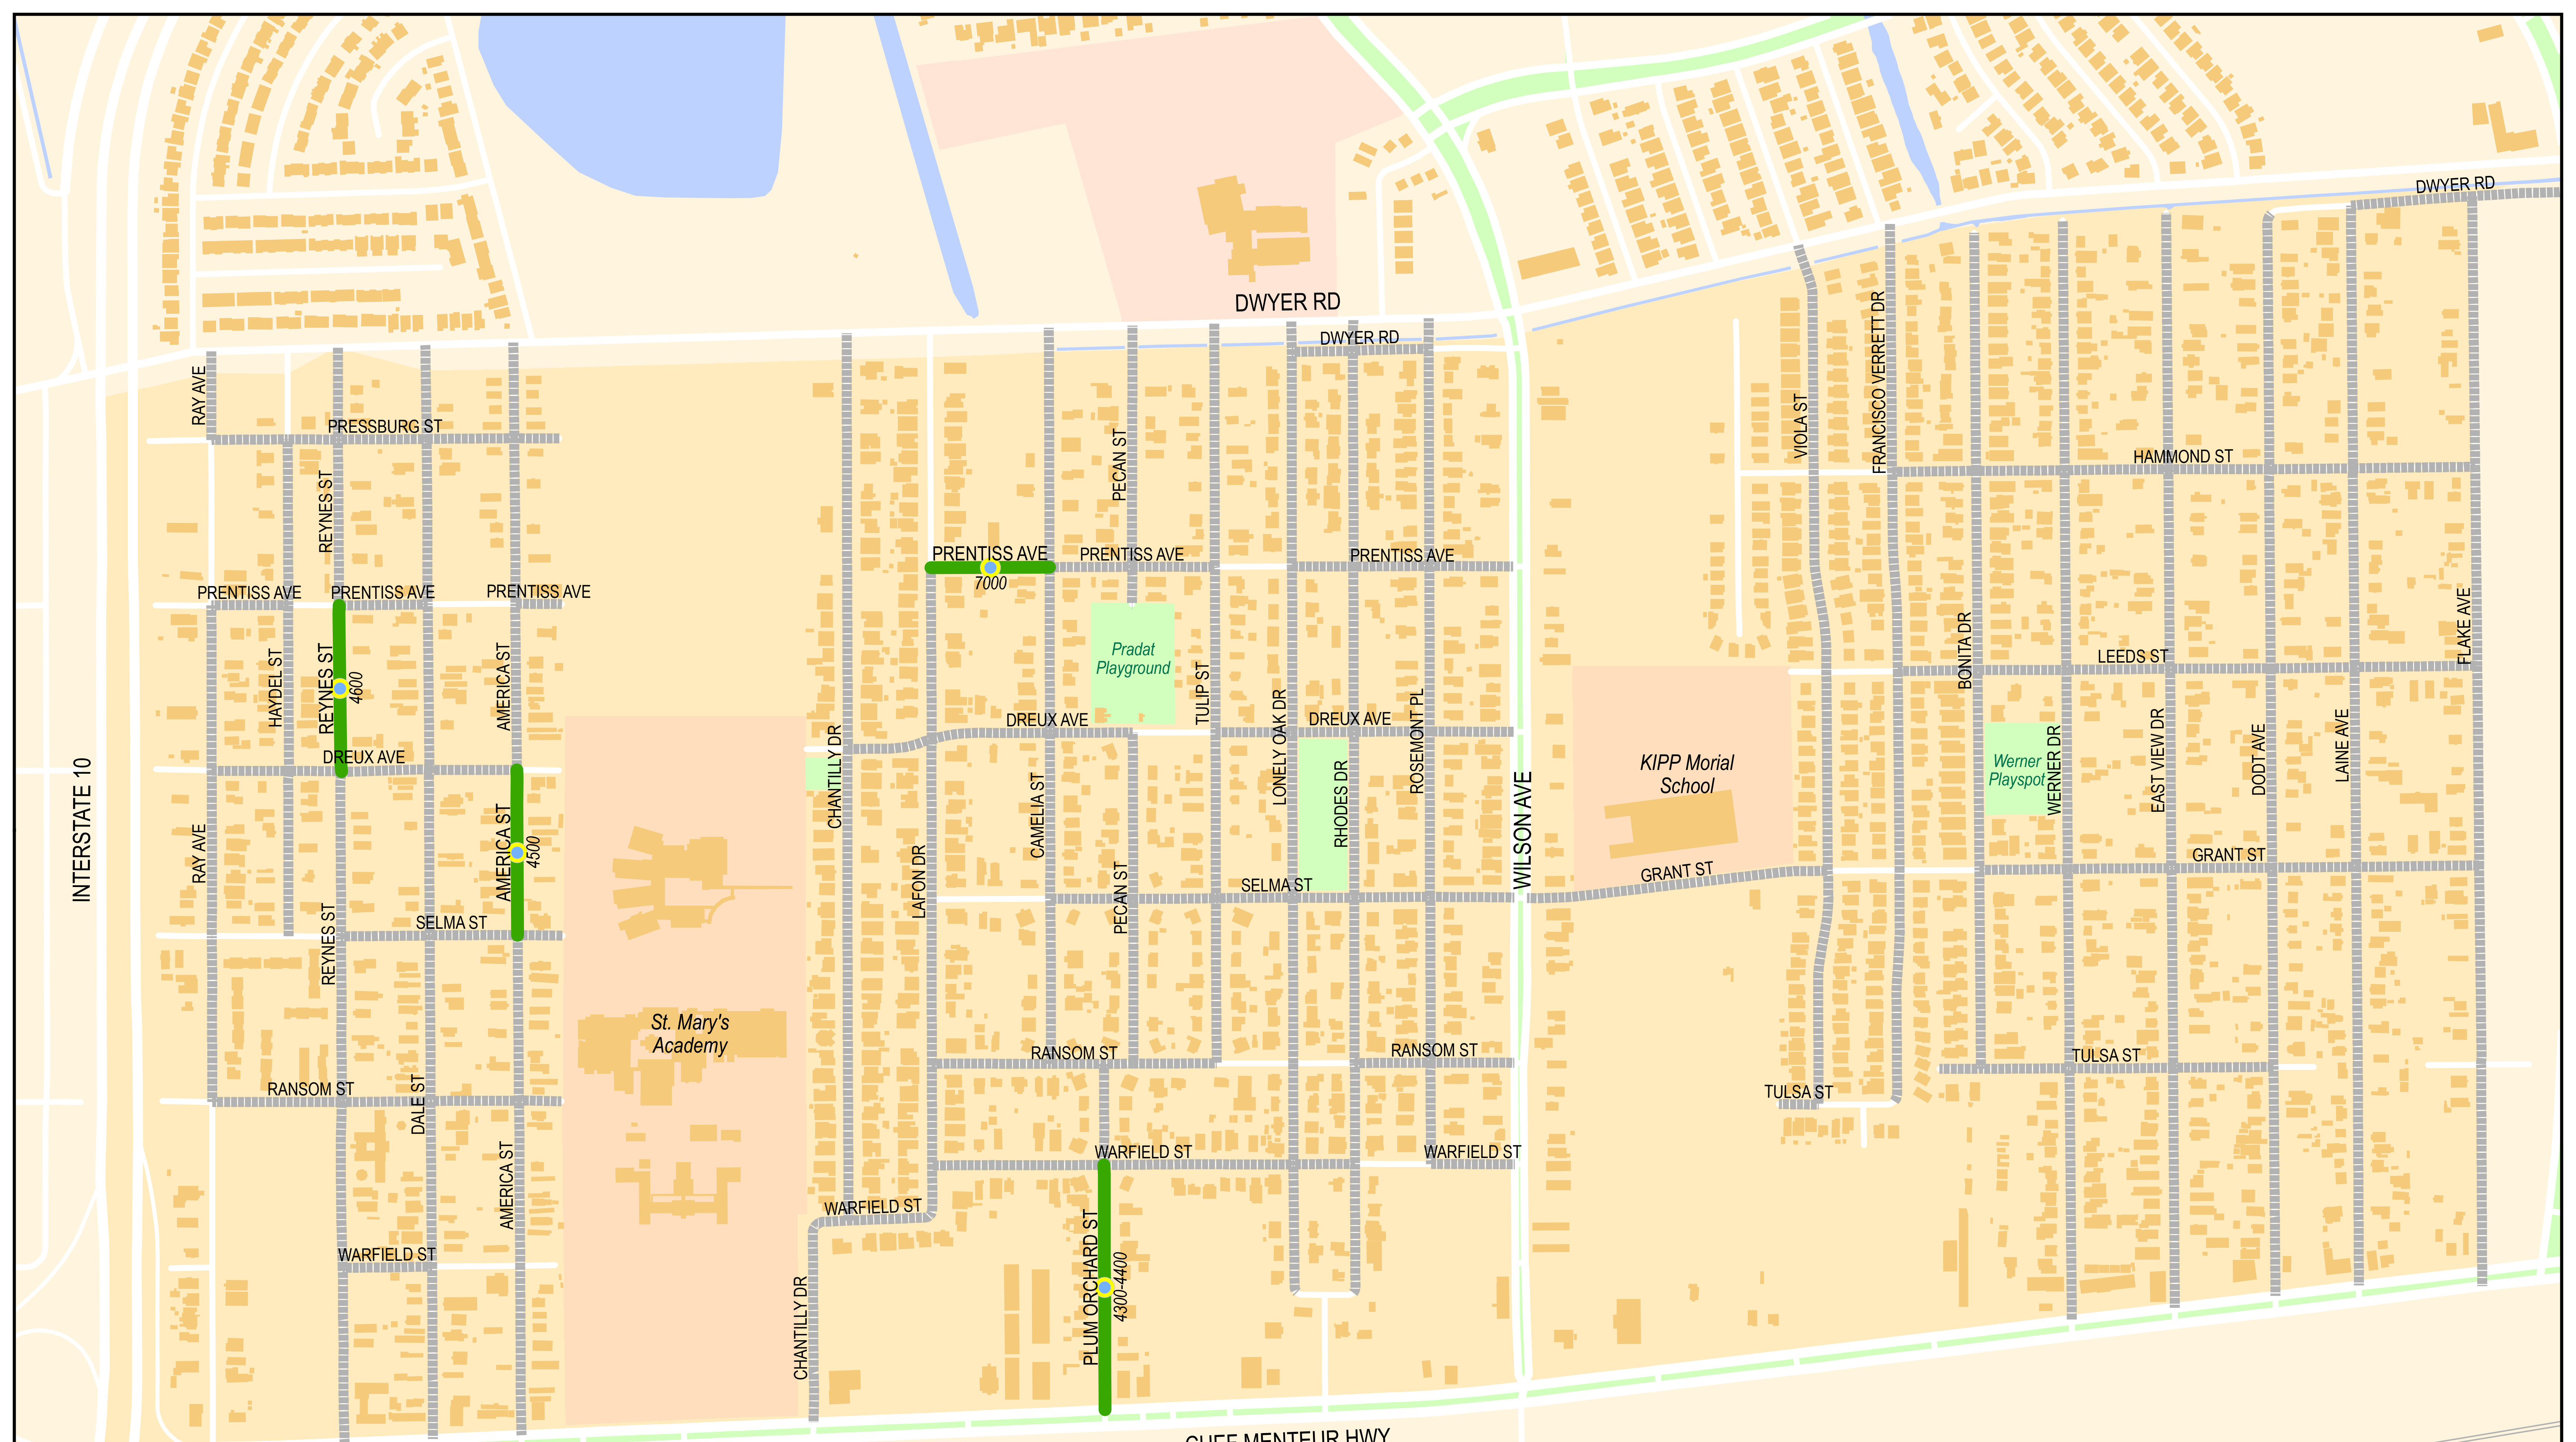 DWYER RD
DWYER RD
DWYER RD
RAY AVE
PRESSBURG ST
REYNES ST
PECAN ST
VIOLA ST
FRANCISCO VERRETT DR
HAMMOND ST
PRENTISS AVE
PRENTISS AVE
PRENTISS AVE
PRENTISS AVE
7000
PRENTISS AVE
PRENTISS AVE
HAYDEL ST
REYNES ST
4600
AMERICA ST
Pradat
Playground
TULIP ST
LONELY OAK DR
ROSEMONT PL
BONITA DR
LEEDS ST
FLAKE AVE
DREUX AVE
DREUX AVE
DREUX AVE
INTERSTATE 10
RAY AVE
AMERICA ST
4500
CHANTILLY DR
LAFON DR
CAMELIA ST
RHODES DR
WILSON AVE
KIPP Morial
School
Werner
Playspot
WERNER DR
EAST VIEW DR
DODT AVE
LAINE AVE
GRANT ST
GRANT ST
REYNES ST
SELMA ST
PECAN ST
SELMA ST
St. Mary's
Academy
RANSOM ST
DALE ST
RANSOM ST
RANSOM ST
TULSA ST
TULSA ST
AMERICA ST
WARFIELD ST
WARFIELD ST
WARFIELD ST
WARFIELD ST
CHANTILLY DR
PLUM ORCHARD ST
4300-4400
CHEF MENTEUR HWY